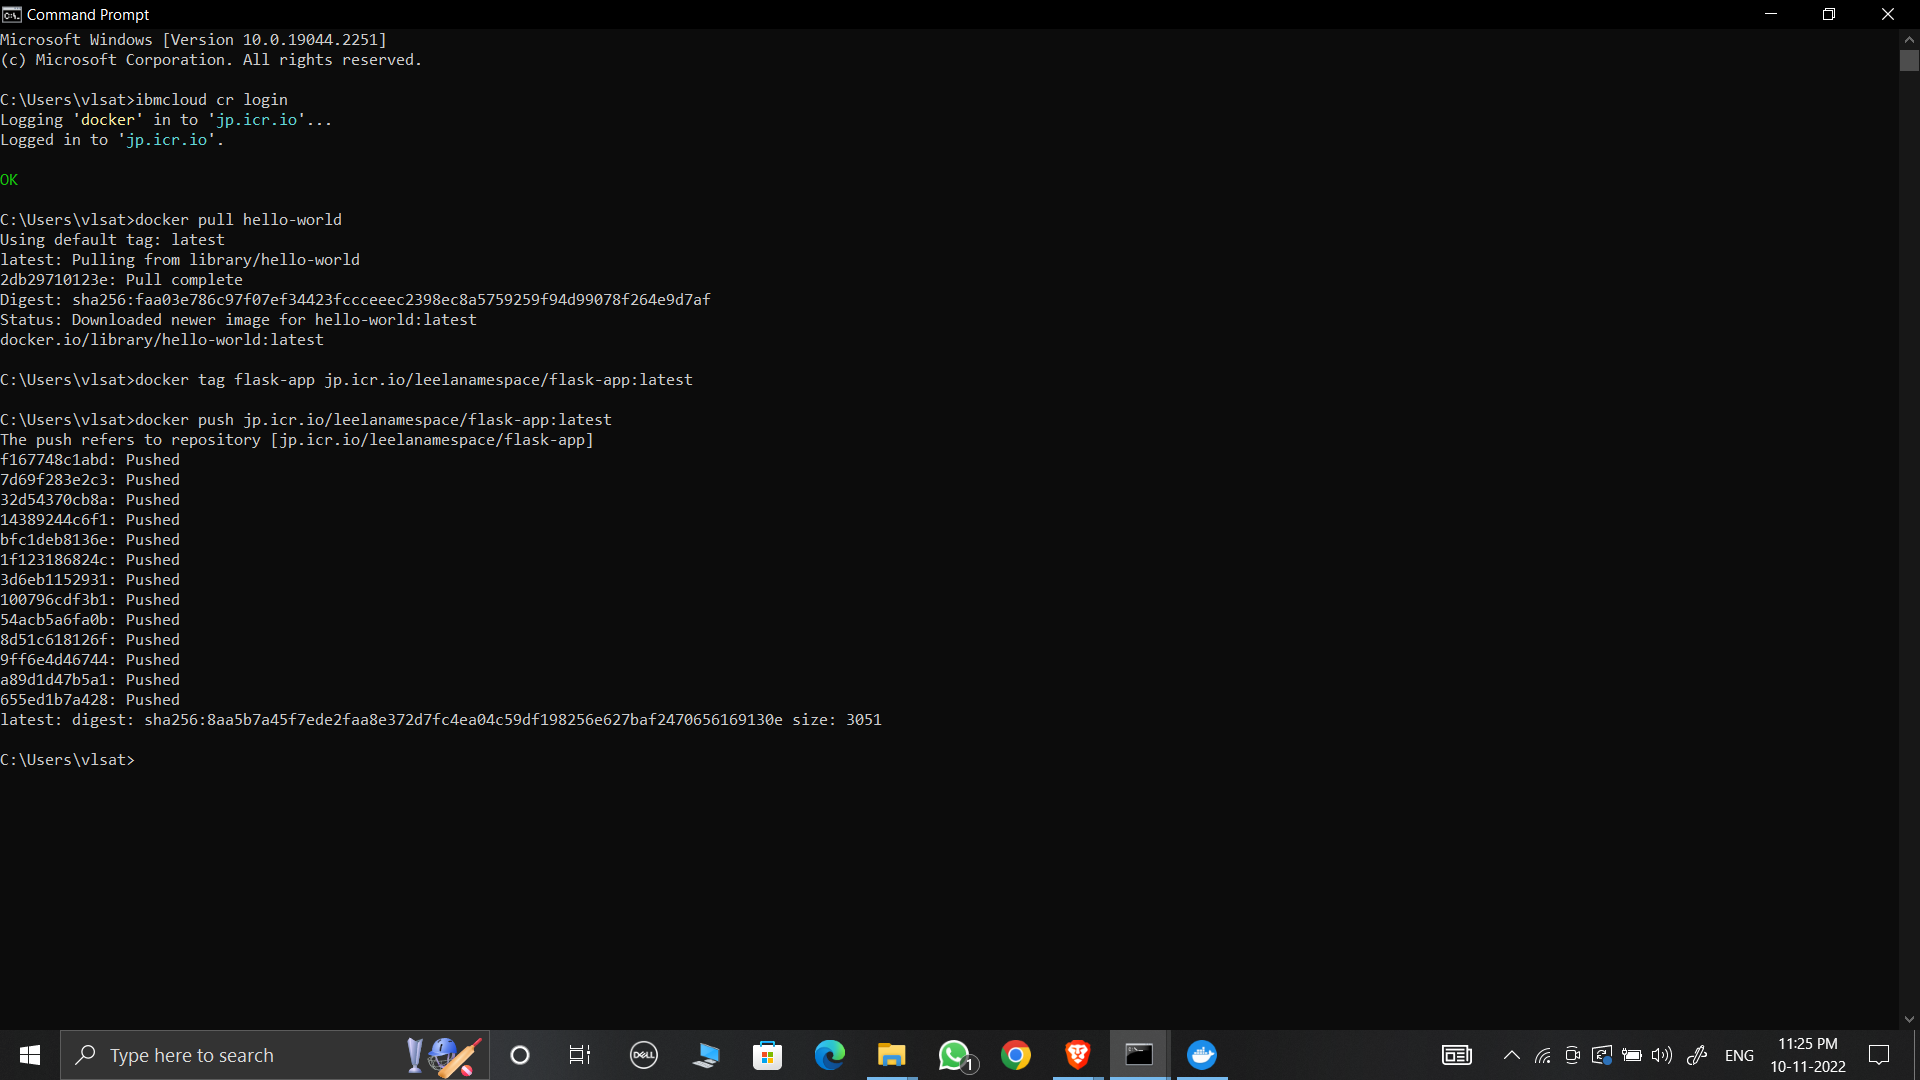 Command Prompt
Microsoft Windows [Version 10.0.19044.2251]
(c) Microsoft Corporation. All rights reserved.
C:\Users\vlsat>ibmcloud cr login
Logging 'docker' in to 'jp.icr.io'...
Logged in to 'jp.icr.io'.
OK
C:\Users\vlsat>docker pull hello-world
Using default tag: latest
latest: Pulling from library/hello-world
2db29710123e: Pull complete
Digest: sha256:faa03e786c97f07ef34423fccceeec2398ec8a5759259f94d99078f264e9d7af
Status: Downloaded newer image for hello-world:latest
docker.io/library/hello-world:latest
C:\Users\vlsat>docker tag flask-app jp.icr.io/leelanamespace/flask-app:latest
C:\Users\vlsat>docker push jp.icr.io/leelanamespace/flask-app:latest
The push refers to repository [jp.icr.io/leelanamespace/flask-app]
f167748c1abd: Pushed
7d69f283e2c3: Pushed
32d54370cb8a: Pushed
14389244c6f1: Pushed
bfc1deb8136e: Pushed
1f123186824c: Pushed
3d6eb1152931: Pushed
100796cdf3b1: Pushed
54acb5a6fa0b: Pushed
8d51c618126f: Pushed
9ff6e4d46744: Pushed
a89d1d47b5a1: Pushed
655ed1b7a428: Pushed
latest: digest: sha256:8aa5b7a45f7ede2faa8e372d7fc4ea04c59df198256e627baf2470656169130e size: 3051
C:\Users\vlsat>
Type here to search
DELL
1
ENG
11:25 PM
10-11-2022